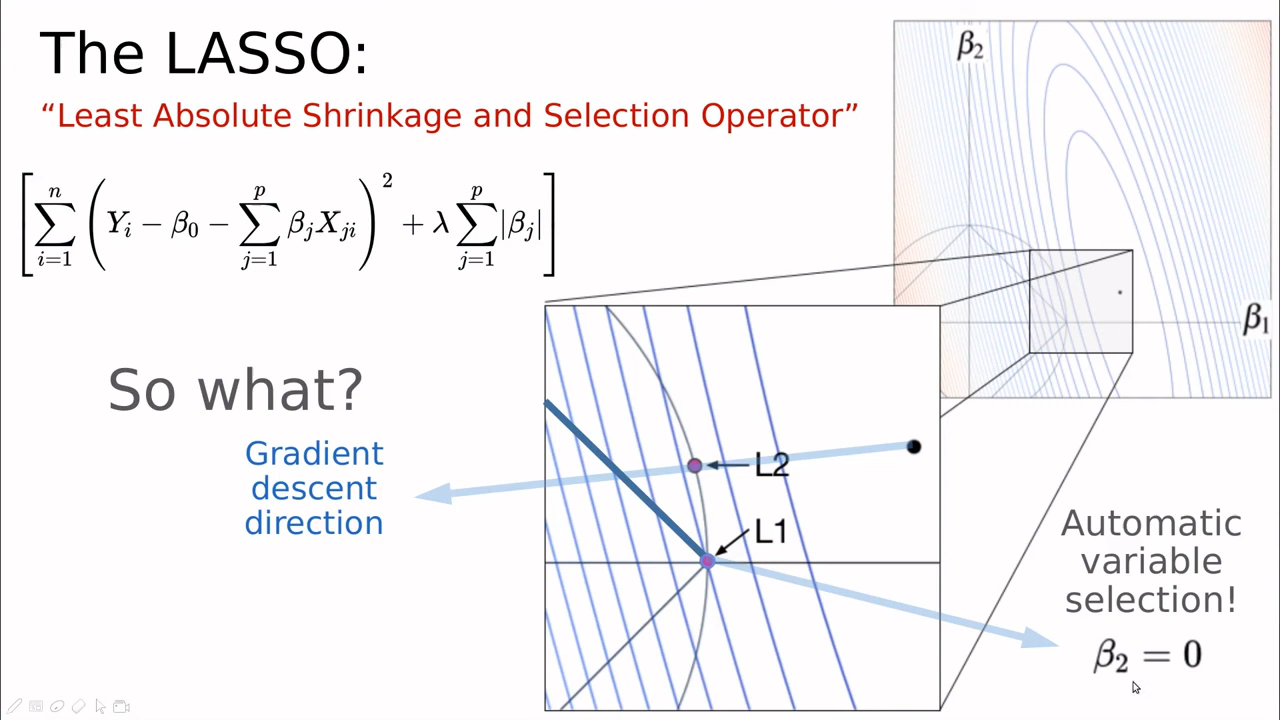 The LASSO:
“Least Absolute Shrinkage and Selection Operator”
[∑_{i=1}^{n} (Y_i − β_0 − ∑_{j=1}^{p} β_j X_{ji})^2 + λ ∑_{j=1}^{p} |β_j|]
β_2
β_1
So what?
Gradient
descent
direction
L2
L1
Automatic
variable
selection!
β_2 = 0